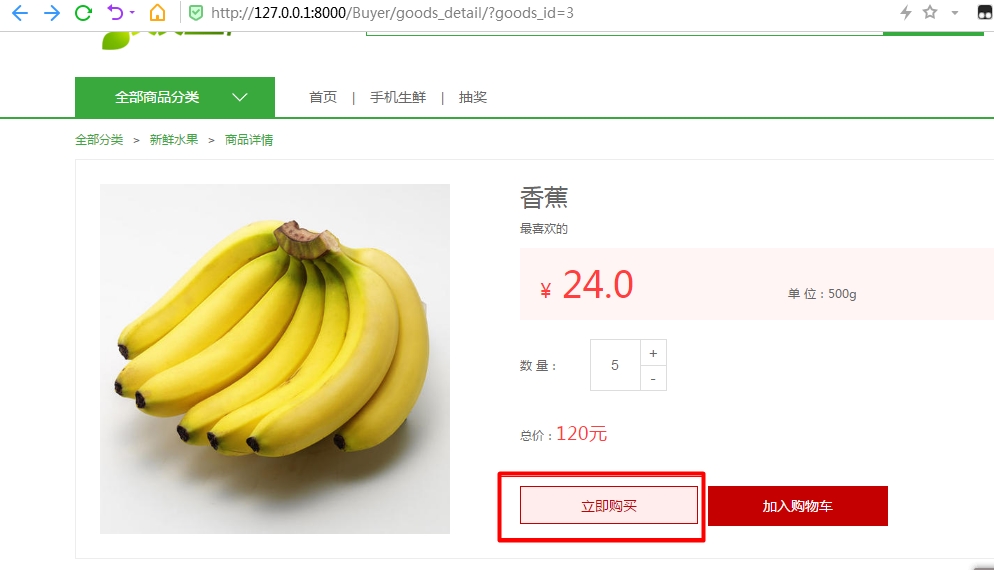 http://127.0.0.1:8000/Buyer/goods_detail/?goods_id=3
全部商品分类 首页 | 手机生鲜 | 抽奖
全部分类 > 新鲜水果 > 商品详情
香蕉
最喜欢的
¥ 24.0 单 位：500g
数 量： 5 + -
总价：120元
立即购买 加入购物车